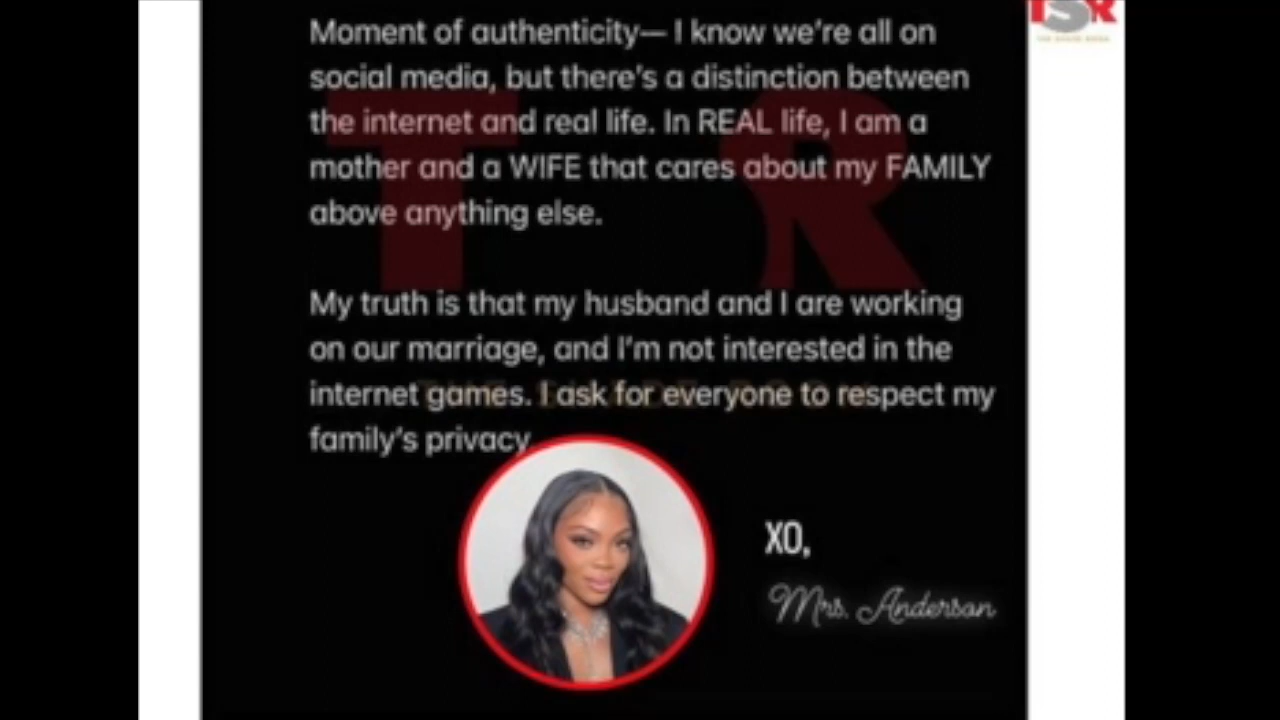 TSR
THE SHADE ROOM
Moment of authenticity— I know we're all on
social media, but there's a distinction between
the internet and real life. In REAL life, I am a
mother and a WIFE that cares about my FAMILY
above anything else.
My truth is that my husband and I are working
on our marriage, and I'm not interested in the
internet games. I ask for everyone to respect my
family's privacy
XO,
Mrs. Anderson
T R